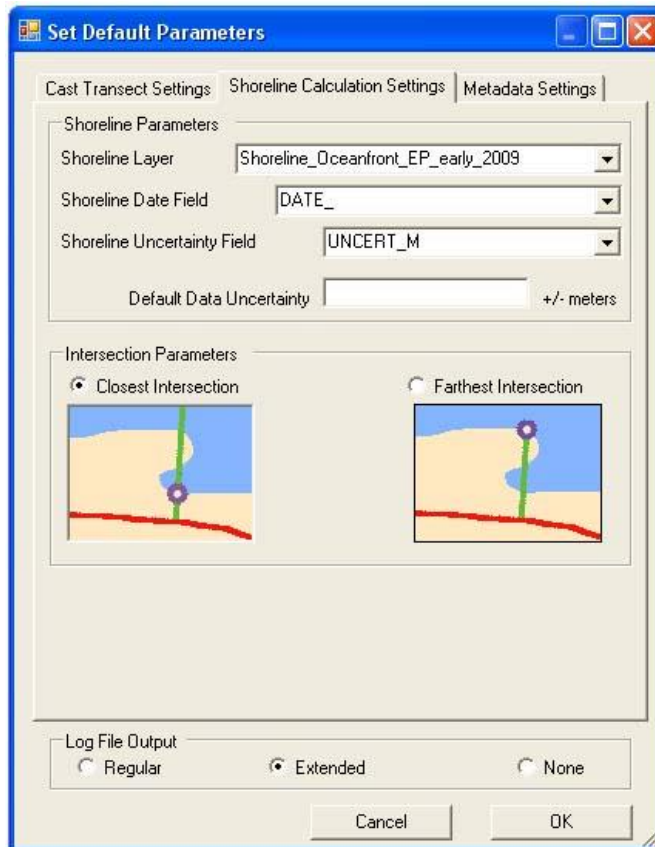 Set Default Parameters
Cast Transect Settings Shoreline Calculation Settings Metadata Settings
Shoreline Parameters
Shoreline Layer Shoreline_Oceanfront_EP_early_2009
Shoreline Date Field DATE_
Shoreline Uncertainty Field UNCERT_M
Default Data Uncertainty +/- meters
Intersection Parameters
Closest Intersection Farthest Intersection
Log File Output
Regular Extended None
Cancel OK